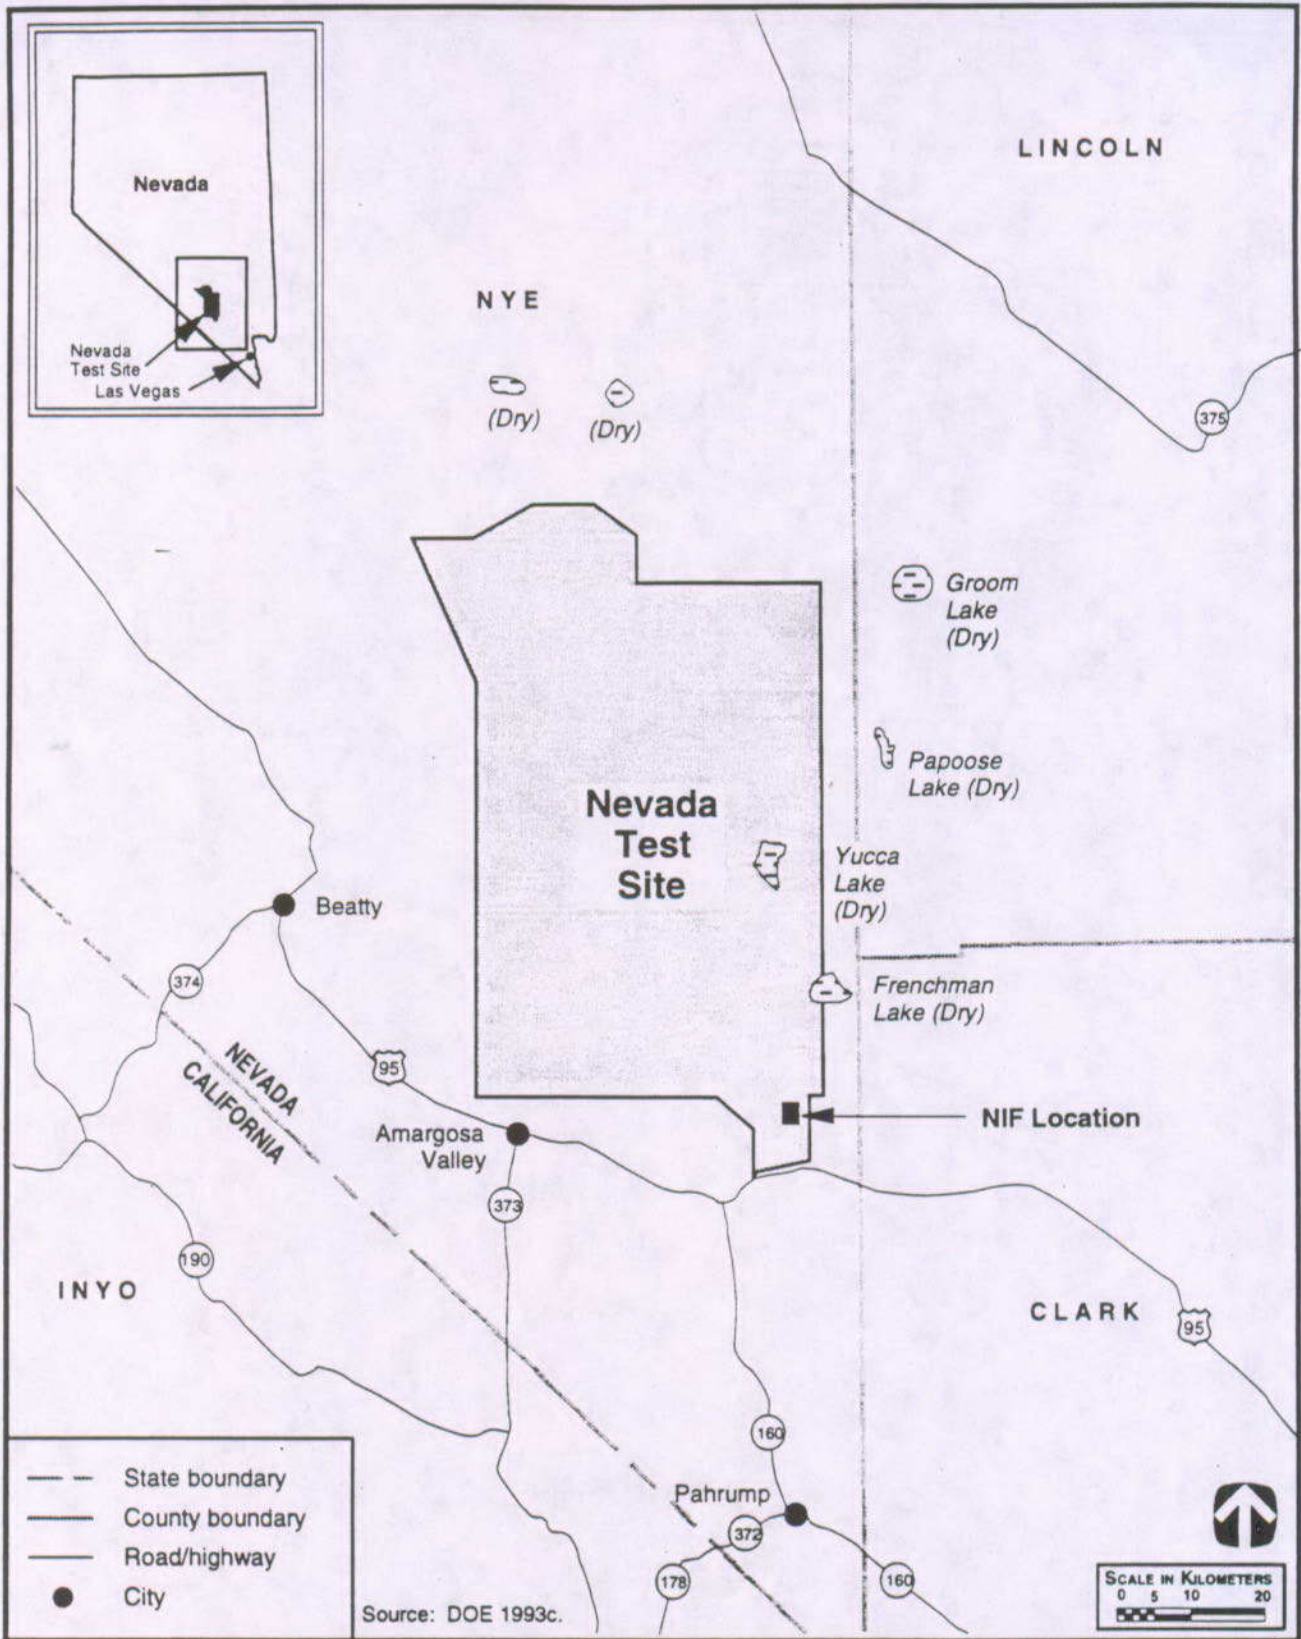 Nevada
Nevada
Test Site
Las Vegas
LINCOLN
NYE
(Dry)
(Dry)
375
Groom
Lake
(Dry)
Papoose
Lake (Dry)
Nevada
Test
Site
Yucca
Lake
(Dry)
Beatty
374
Frenchman
Lake (Dry)
NEVADA
CALIFORNIA
95
Amargosa
Valley
NIF Location
373
190
INYO
CLARK
95
160
Pahrump
372
178
160
State boundary
County boundary
Road/highway
City
Source: DOE 1993c.
SCALE IN KILOMETERS
0 5 10 20